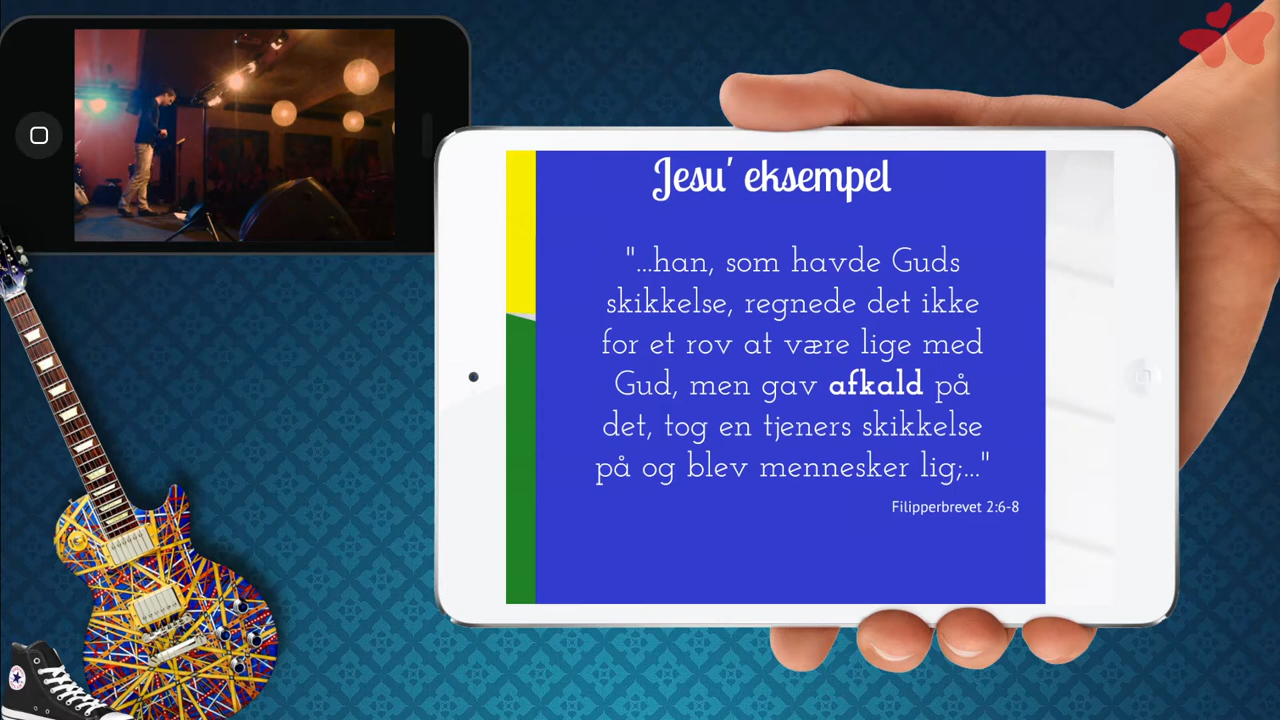 Jesu' eksempel
"...han, som havde Guds
skikkelse, regnede det ikke
for et rov at være lige med
Gud, men gav afkald på
det, tog en tjeners skikkelse
på og blev mennesker lig;..."
Filipperbrevet 2:6-8